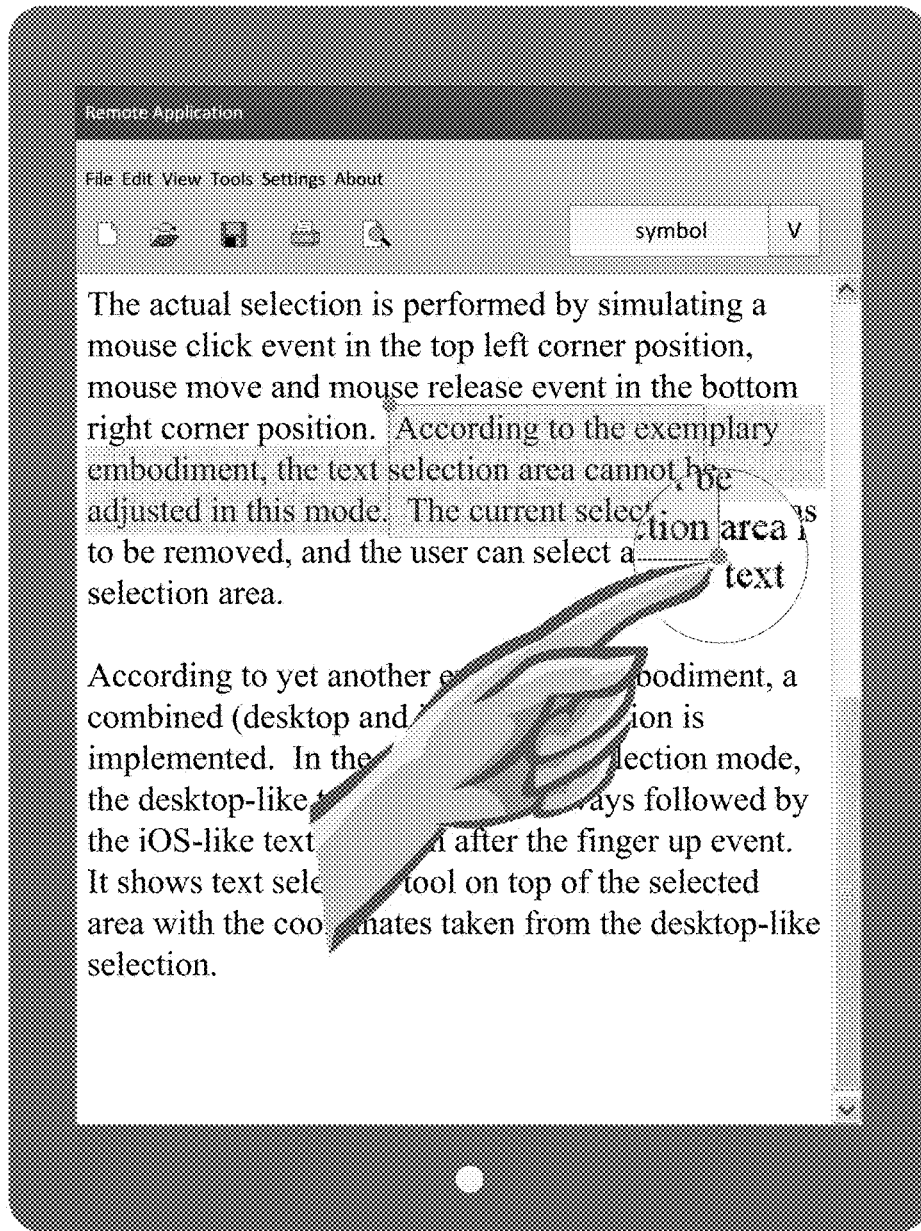 Remote Application
File Edit View Tools Settings About
symbol V
The actual selection is performed by simulating a
mouse click event in the top left corner position,
mouse move and mouse release event in the bottom
right corner position. According to the exemplary
embodiment, the text selection area cannot be
adjusted in this mode. The current select
be
tion area
text
to be removed, and the user can select a
selection area.
According to yet another bodiment, a
combined (desktop and ion is
implemented. In the lection mode,
the desktop-like ays followed by
the iOS-like text after the finger up event.
It shows text sele tool on top of the selected
area with the coo inates taken from the desktop-like
selection.